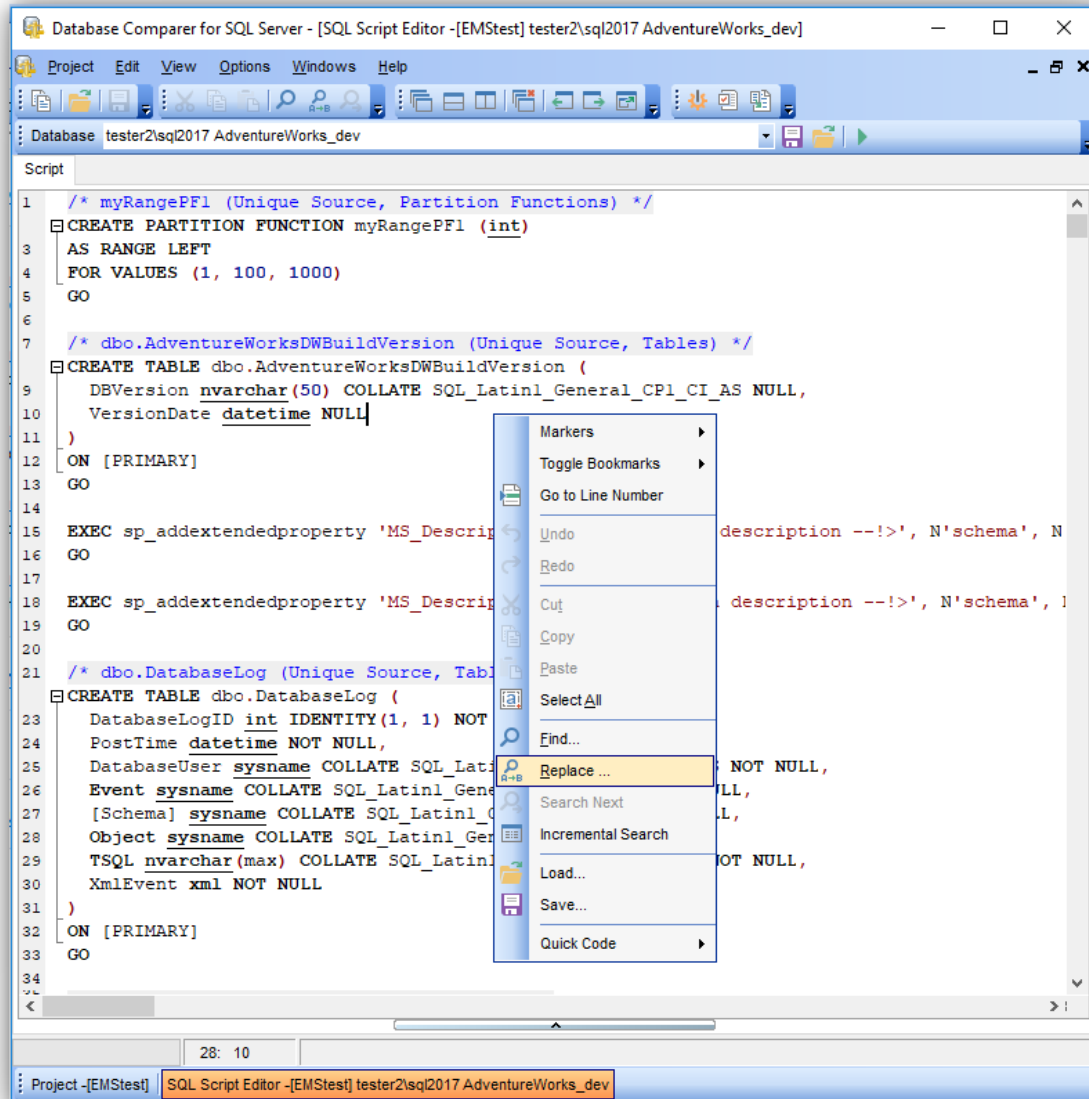 Database Comparer for SQL Server - [SQL Script Editor -[EMStest] tester2\sql2017 AdventureWorks_dev]
Project Edit View Options Windows Help
Database tester2\sql2017 AdventureWorks_dev
Script
1 /* myRangePF1 (Unique Source, Partition Functions) */
CREATE PARTITION FUNCTION myRangePF1 (int)
3 AS RANGE LEFT
4 FOR VALUES (1, 100, 1000)
5 GO
6
7 /* dbo.AdventureWorksDWBuildVersion (Unique Source, Tables) */
CREATE TABLE dbo.AdventureWorksDWBuildVersion (
9 DBVersion nvarchar(50) COLLATE SQL_Latin1_General_CP1_CI_AS NULL,
10 VersionDate datetime NULL
11 )
12 ON [PRIMARY]
13 GO
14
15 EXEC sp_addextendedproperty 'MS_Descrip description --!>', N'schema', N
16 GO
17
18 EXEC sp_addextendedproperty 'MS_Descrip description --!>', N'schema',
19 GO
20
21 /* dbo.DatabaseLog (Unique Source, Tabl
CREATE TABLE dbo.DatabaseLog (
23 DatabaseLogID int IDENTITY(1, 1) NOT
24 PostTime datetime NOT NULL,
25 DatabaseUser sysname COLLATE SQL_Lati NOT NULL,
26 Event sysname COLLATE SQL_Latin1_Gene LL,
27 [Schema] sysname COLLATE SQL_Latin1_G L,
28 Object sysname COLLATE SQL_Latin1_Ger
29 TSQL nvarchar(max) COLLATE SQL_Latin1 OT NULL,
30 XmlEvent xml NOT NULL
31 )
32 ON [PRIMARY]
33 GO
34
Markers
Toggle Bookmarks
Go to Line Number
Undo
Redo
Cut
Copy
Paste
Select All
Find...
Replace ...
Search Next
Incremental Search
Load...
Save...
Quick Code
28: 10
Project -[EMStest] SQL Script Editor -[EMStest] tester2\sql2017 AdventureWorks_dev